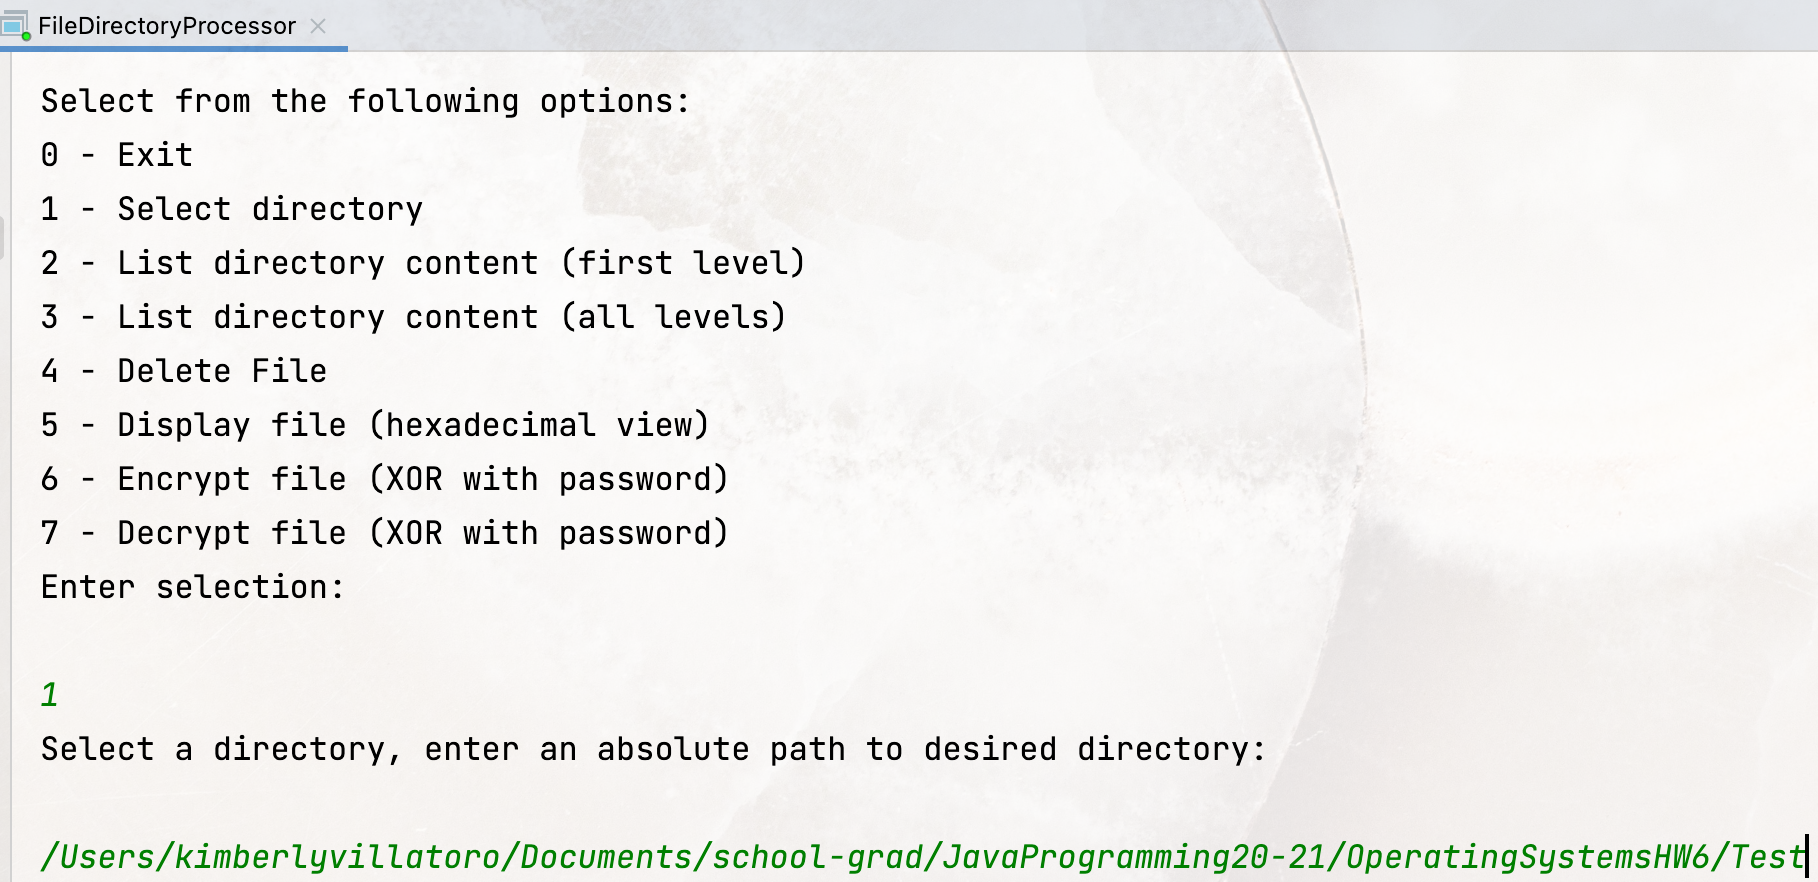 FileDirectoryProcessor
Select from the following options:
0 - Exit
1 - Select directory
2 - List directory content (first level)
3 - List directory content (all levels)
4 - Delete File
5 - Display file (hexadecimal view)
6 - Encrypt file (XOR with password)
7 - Decrypt file (XOR with password)
Enter selection:
1
Select a directory, enter an absolute path to desired directory:
/Users/kimberlyvillatoro/Documents/school-grad/JavaProgramming20-21/OperatingSystemsHW6/Test